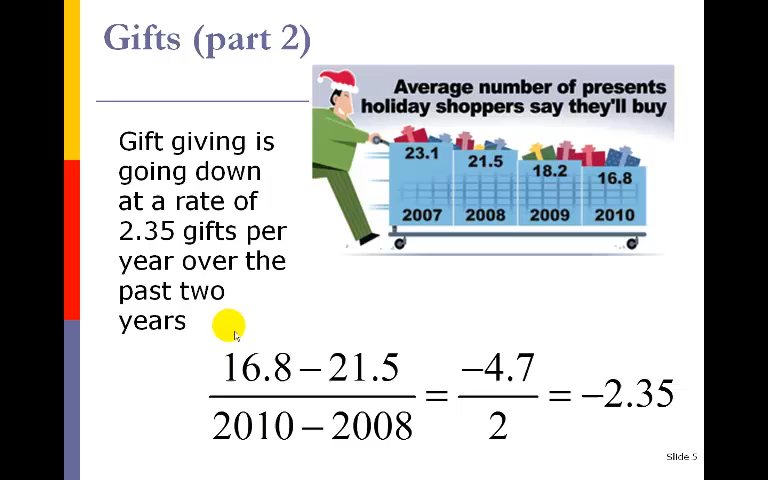 Gifts (part 2)
Average number of presents
holiday shoppers say they'll buy
23.1
21.5
18.2
16.8
2007
2008
2009
2010
Gift giving is
going down
at a rate of
2.35 gifts per
year over the
past two
years
16.8 − 21.5
2010 − 2008
=
−4.7
2
= −2.35
Slide 5